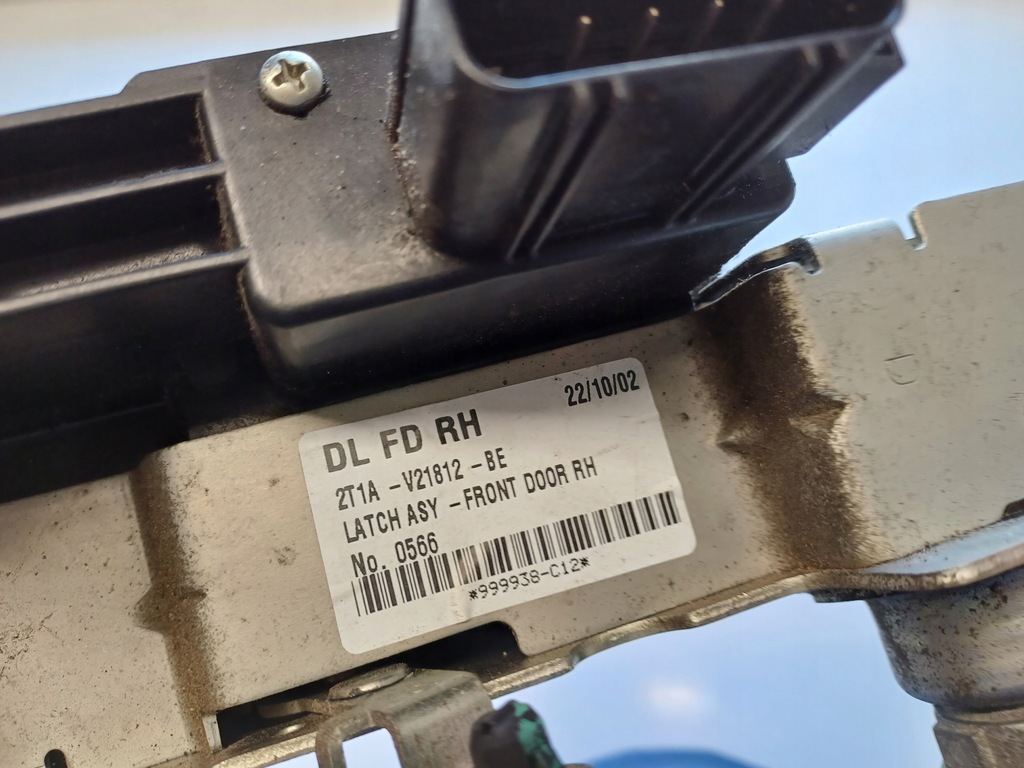 22/10/02
DL FD RH
2T1A -V21812 -BE
LATCH ASY -FRONT DOOR RH
No. 0566
*999938-C12*